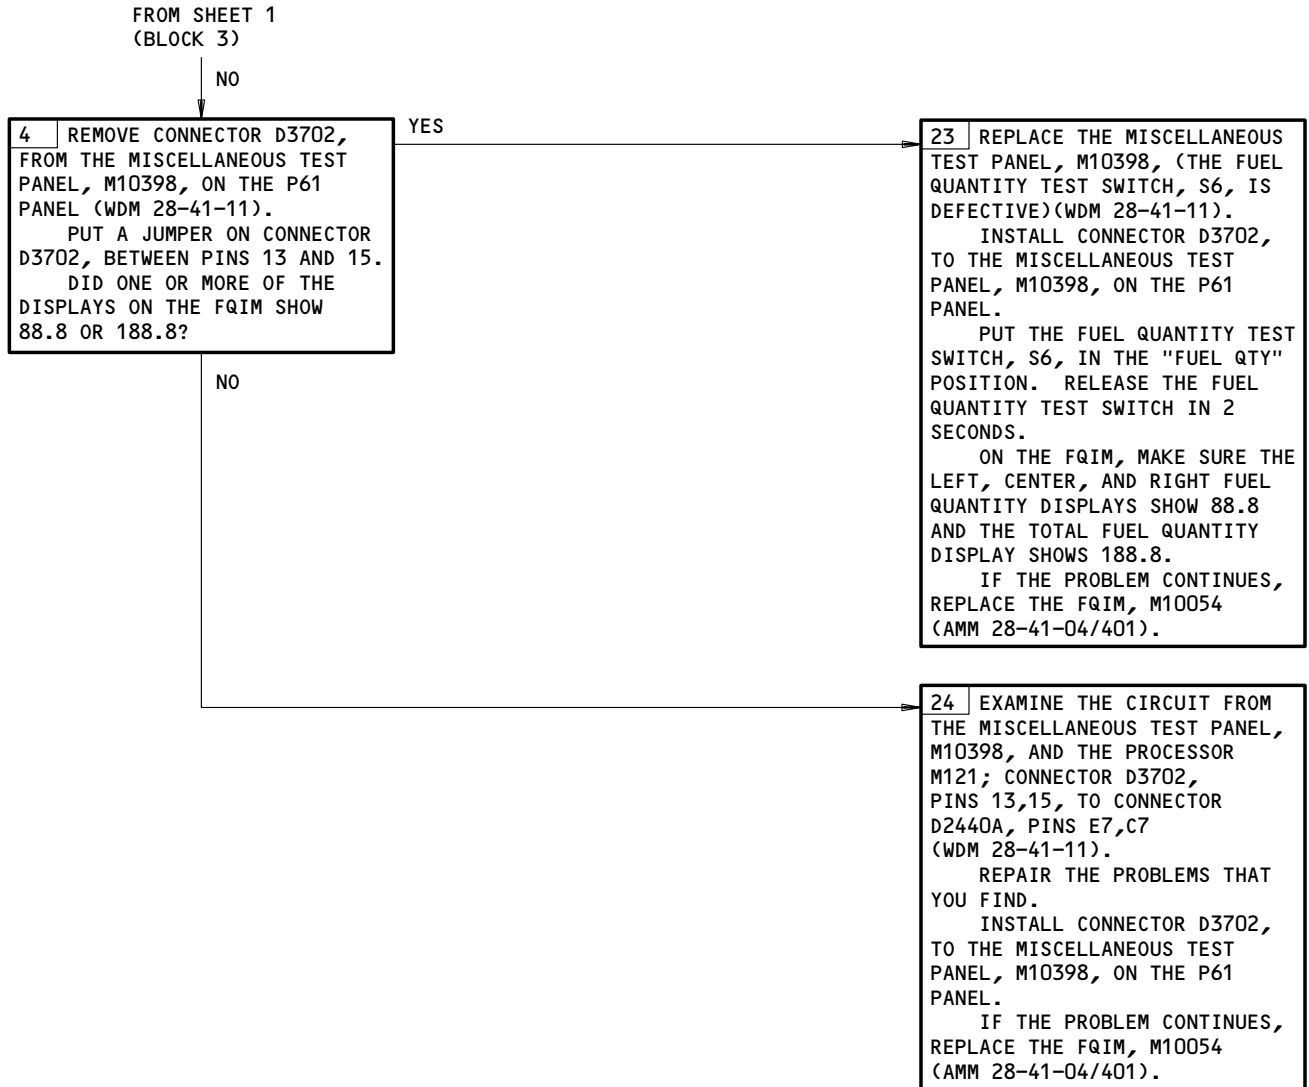 FROM SHEET 1
(BLOCK 3)
NO
4 REMOVE CONNECTOR D3702,
FROM THE MISCELLANEOUS TEST
PANEL, M10398, ON THE P61
PANEL (WDM 28-41-11).
PUT A JUMPER ON CONNECTOR
D3702, BETWEEN PINS 13 AND 15.
DID ONE OR MORE OF THE
DISPLAYS ON THE FQIM SHOW
88.8 OR 188.8?
YES
NO
23 REPLACE THE MISCELLANEOUS
TEST PANEL, M10398, (THE FUEL
QUANTITY TEST SWITCH, S6, IS
DEFECTIVE)(WDM 28-41-11).
INSTALL CONNECTOR D3702,
TO THE MISCELLANEOUS TEST
PANEL, M10398, ON THE P61
PANEL.
PUT THE FUEL QUANTITY TEST
SWITCH, S6, IN THE "FUEL QTY"
POSITION. RELEASE THE FUEL
QUANTITY TEST SWITCH IN 2
SECONDS.
ON THE FQIM, MAKE SURE THE
LEFT, CENTER, AND RIGHT FUEL
QUANTITY DISPLAYS SHOW 88.8
AND THE TOTAL FUEL QUANTITY
DISPLAY SHOWS 188.8.
IF THE PROBLEM CONTINUES,
REPLACE THE FQIM, M10054
(AMM 28-41-04/401).
24 EXAMINE THE CIRCUIT FROM
THE MISCELLANEOUS TEST PANEL,
M10398, AND THE PROCESSOR
M121; CONNECTOR D3702,
PINS 13,15, TO CONNECTOR
D2440A, PINS E7,C7
(WDM 28-41-11).
REPAIR THE PROBLEMS THAT
YOU FIND.
INSTALL CONNECTOR D3702,
TO THE MISCELLANEOUS TEST
PANEL, M10398, ON THE P61
PANEL.
IF THE PROBLEM CONTINUES,
REPLACE THE FQIM, M10054
(AMM 28-41-04/401).